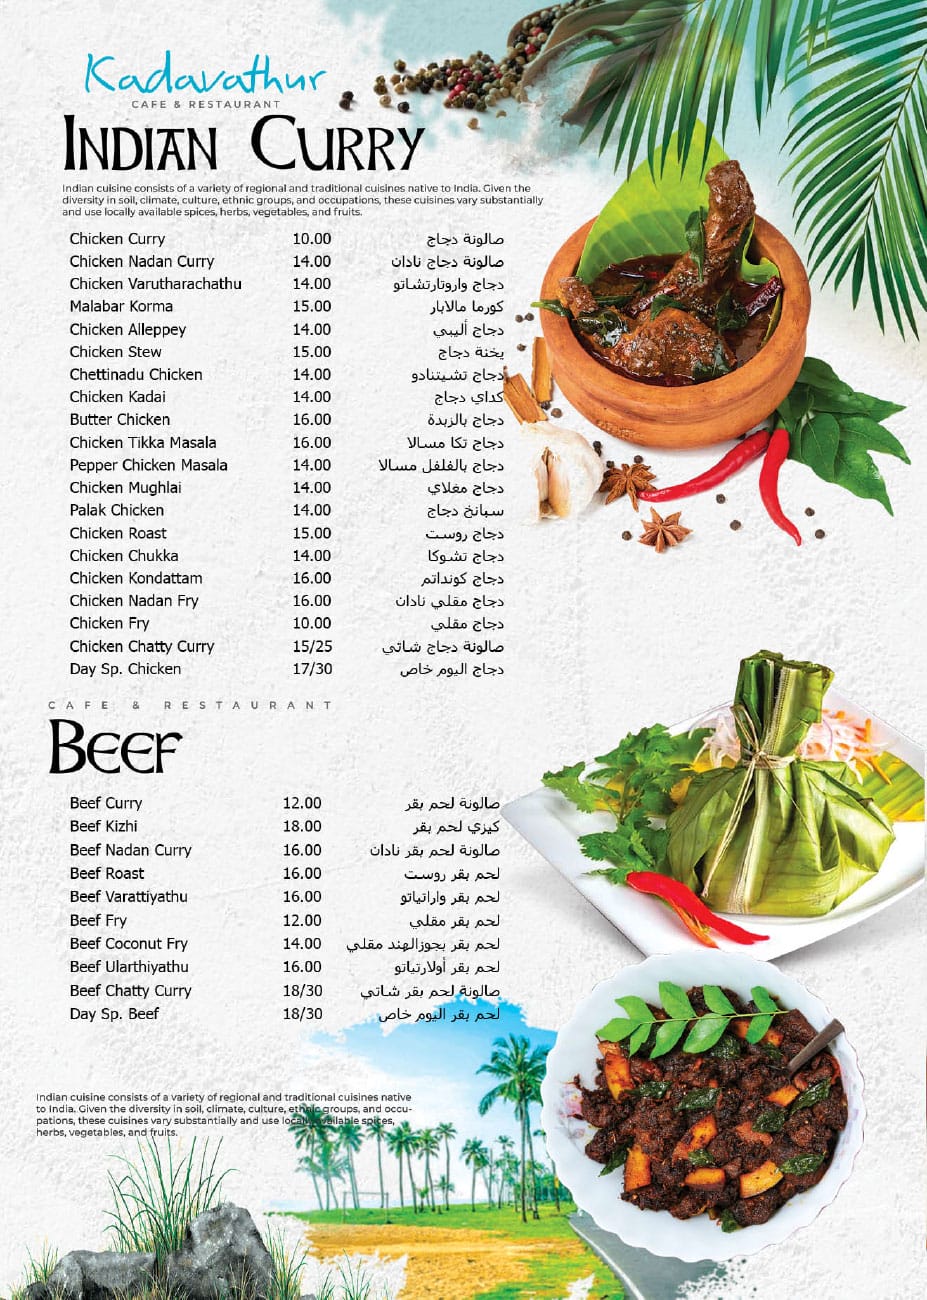 Kadavathur
CAFE & RESTAURANT
INDIAN CURRY
Indian cuisine consists of a variety of regional and traditional cuisines native to India. Given the
diversity in soil, climate, culture, ethnic groups, and occupations, these cuisines vary substantially
and use locally available spices, herbs, vegetables, and fruits.
Chicken Curry 10.00 صالونة دجاج
Chicken Nadan Curry 14.00 صالونة دجاج نادان
Chicken Varutharachathu 14.00 دجاج واروتارتشاتو
Malabar Korma 15.00 كورما مالابار
Chicken Alleppey 14.00 دجاج أليبي
Chicken Stew 15.00 يخنة دجاج
Chettinadu Chicken 14.00 دجاج تشيتنادو
Chicken Kadai 14.00 كداي دجاج
Butter Chicken 16.00 دجاج بالزبدة
Chicken Tikka Masala 16.00 دجاج تكا مسالا
Pepper Chicken Masala 14.00 دجاج بالفلفل مسالا
Chicken Mughlai 14.00 دجاج مغلاي
Palak Chicken 14.00 سبانخ دجاج
Chicken Roast 15.00 دجاج روست
Chicken Chukka 14.00 دجاج تشوكا
Chicken Kondattam 16.00 دجاج كونداتم
Chicken Nadan Fry 16.00 دجاج مقلي نادان
Chicken Fry 10.00 دجاج مقلي
Chicken Chatty Curry 15/25 صالونة دجاج شاتي
Day Sp. Chicken 17/30 دجاج اليوم خاص
CAFE & RESTAURANT
BEEF
Beef Curry 12.00 صالونة لحم بقر
Beef Kizhi 18.00 كيزي لحم بقر
Beef Nadan Curry 16.00 صالونة لحم بقر نادان
Beef Roast 16.00 لحم بقر روست
Beef Varattiyathu 16.00 لحم بقر واراتياتو
Beef Fry 12.00 لحم بقر مقلي
Beef Coconut Fry 14.00 لحم بقر بجوزالهند مقلي
Beef Ularthiyathu 16.00 لحم بقر أولارتياتو
Beef Chatty Curry 18/30 صالونة لحم بقر شاتي
Day Sp. Beef 18/30 لحم بقر اليوم خاص
Indian cuisine consists of a variety of regional and traditional cuisines native
to India. Given the diversity in soil, climate, culture, ethnic groups, and occu-
pations, these cuisines vary substantially and use locally available spices,
herbs, vegetables, and fruits.